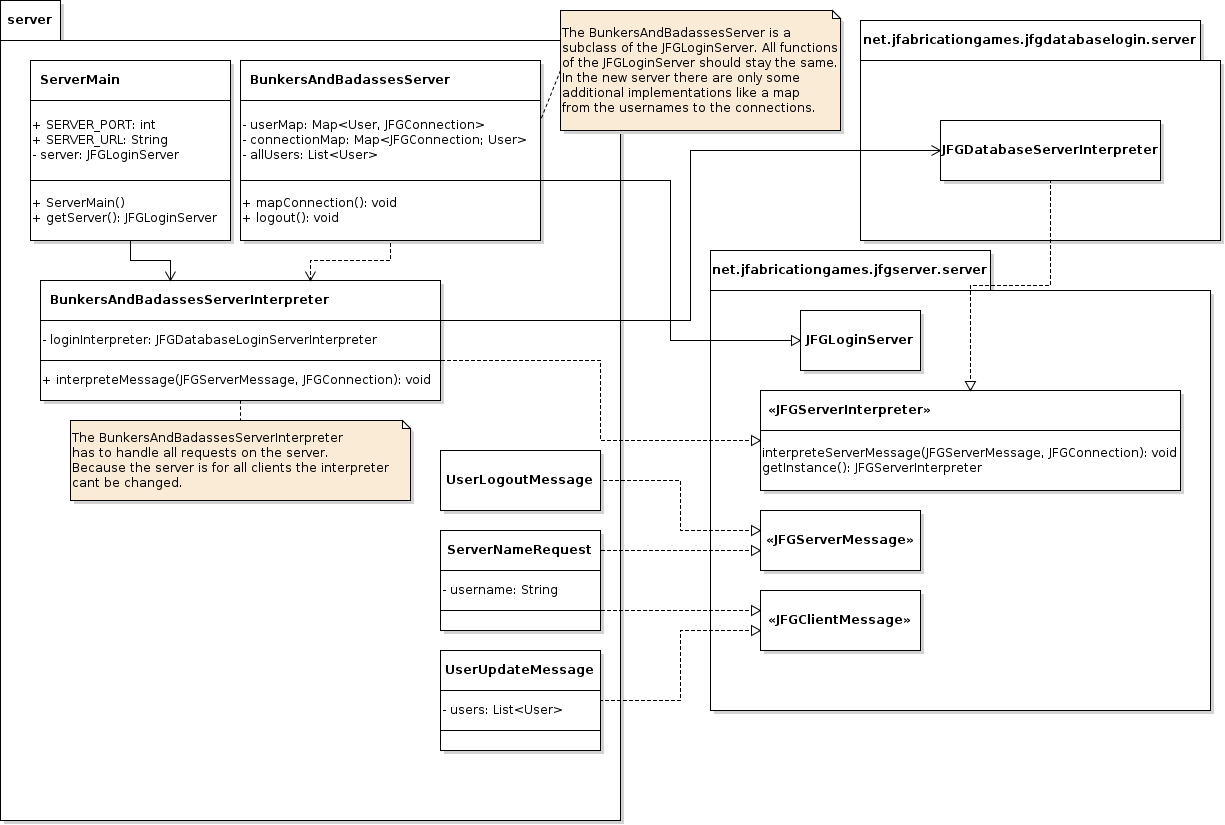 server
ServerMain
+ SERVER_PORT: int
+ SERVER_URL: String
- server: JFGLoginServer
+ ServerMain()
+ getServer(): JFGLoginServer
BunkersAndBadassesServer
- userMap: Map<User, JFGConnection>
- connectionMap: Map<JFGConnection; User>
- allUsers: List<User>
+ mapConnection(): void
+ logout(): void
The BunkersAndBadassesServer is a
subclass of the JFGLoginServer. All functions
of the JFGLoginServer should stay the same.
In the new server there are only some
additional implementations like a map
from the usernames to the connections.
net.jfabricationgames.jfgdatabaselogin.server
JFGDatabaseServerInterpreter
BunkersAndBadassesServerInterpreter
- loginInterpreter: JFGDatabaseLoginServerInterpreter
+ interpreteMessage(JFGServerMessage, JFGConnection): void
The BunkersAndBadassesServerInterpreter
has to handle all requests on the server.
Because the server is for all clients the interpreter
cant be changed.
net.jfabricationgames.jfgserver.server
JFGLoginServer
«JFGServerInterpreter»
interpreteServerMessage(JFGServerMessage, JFGConnection): void
getInstance(): JFGServerInterpreter
UserLogoutMessage
«JFGServerMessage»
ServerNameRequest
- username: String
«JFGClientMessage»
UserUpdateMessage
- users: List<User>